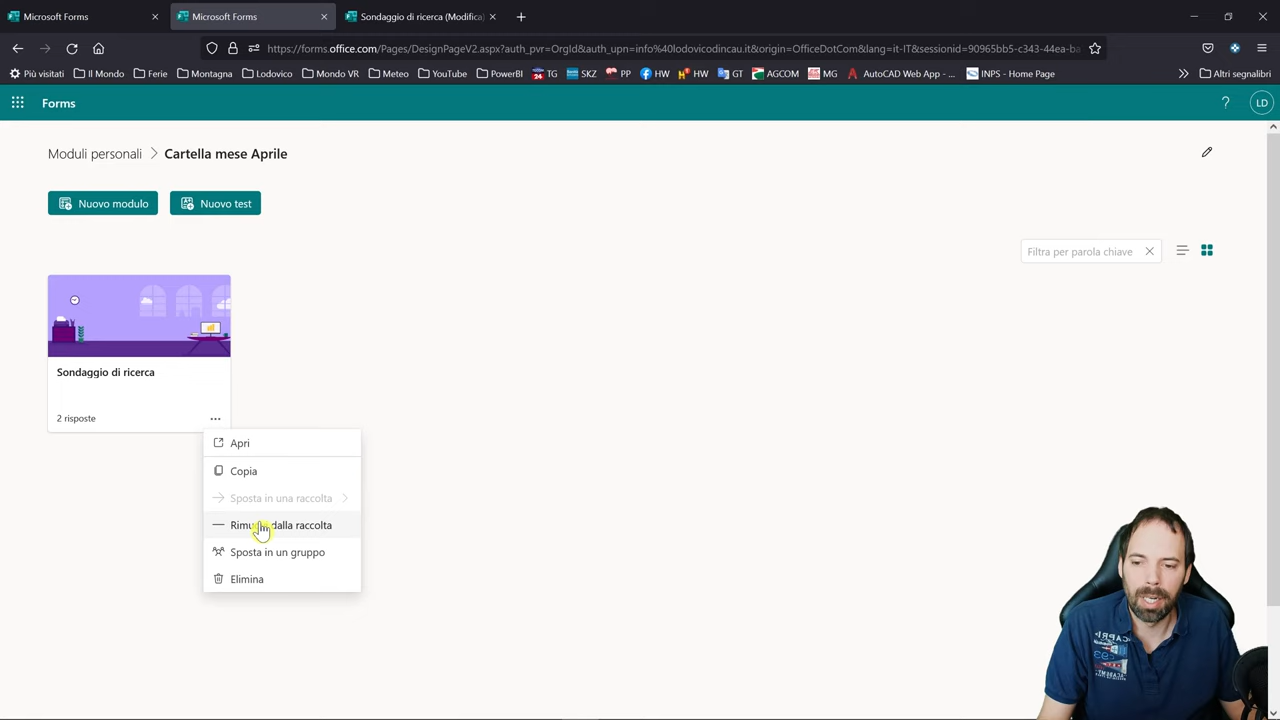 Microsoft Forms
Microsoft Forms
Sondaggio di ricerca (Modifica)
https://forms.office.com/Pages/DesignPageV2.aspx?auth_pvr=OrgId&auth_upn=info%40lodovicodincau.it&origin=OfficeDotCom&lang=it-IT&sessionid=90965bb5-c343-44ea-ba
Più visitati
Il Mondo
Ferie
Montagna
Lodovico
Mondo VR
Meteo
YouTube
PowerBI
TG
SKZ
PP
HW
HW
GT
AGCOM
MG
AutoCAD Web App - ...
INPS - Home Page
Altri segnalibri
Forms
?
LD
Moduli personali > Cartella mese Aprile
Nuovo modulo
Nuovo test
Filtra per parola chiave
Sondaggio di ricerca
2 risposte
Apri
Copia
Sposta in una raccolta
dalla raccolta
Sposta in un gruppo
Elimina